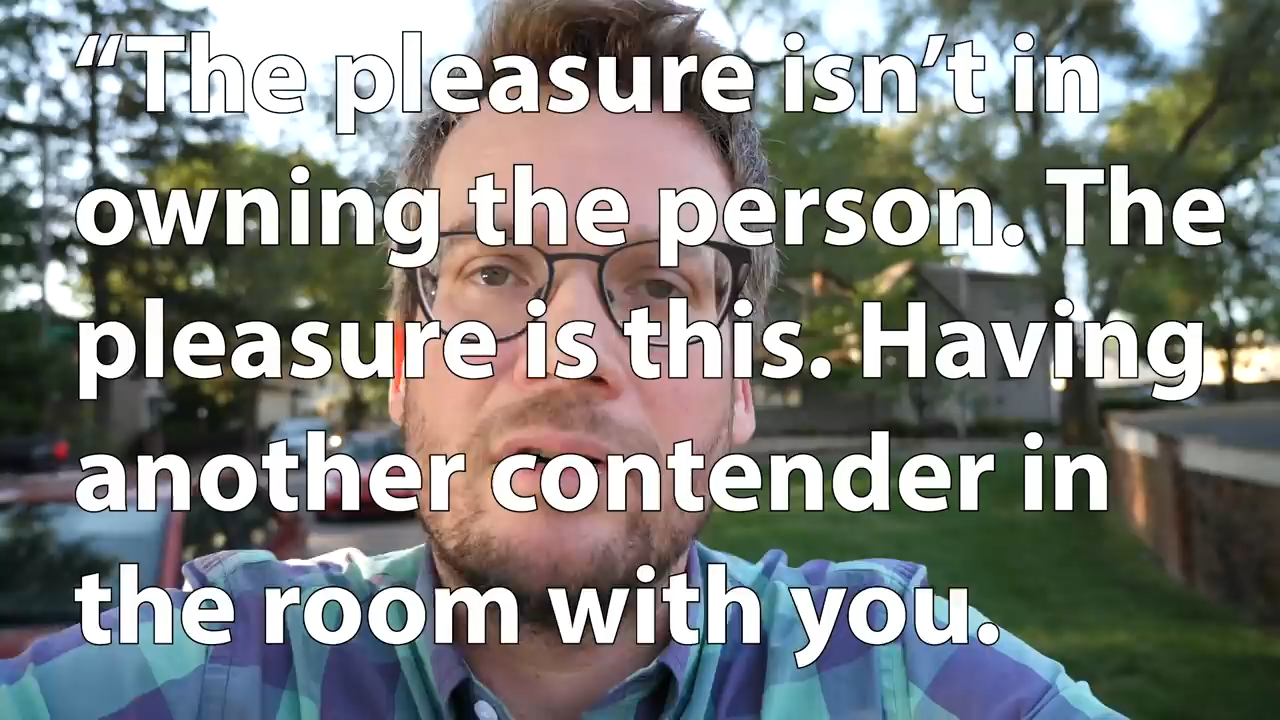 “The pleasure isn’t in
owning the person. The
pleasure is this. Having
another contender in
the room with you.